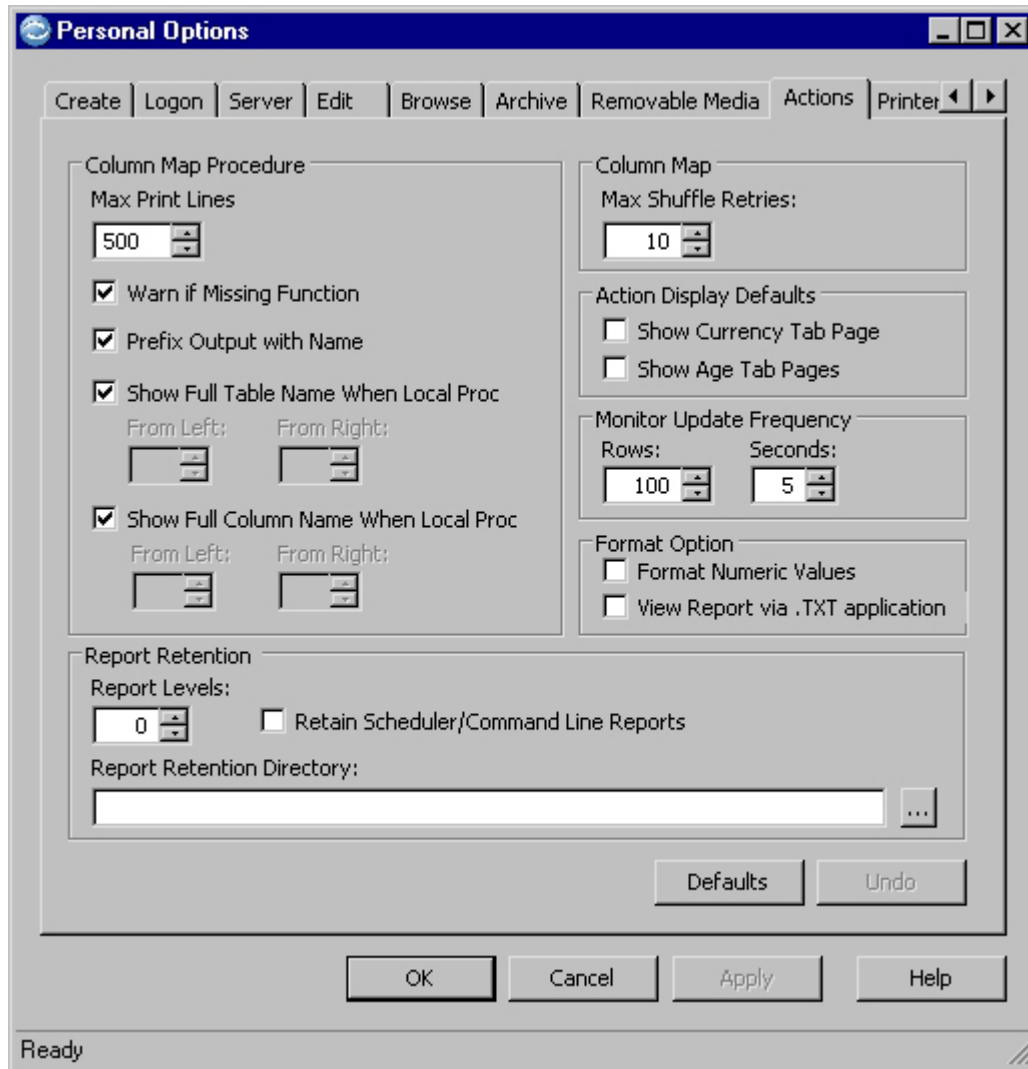 Personal Options
Create Logon Server Edit Browse Archive Removable Media Actions Printer
Column Map Procedure
Max Print Lines
500
Warn if Missing Function
Prefix Output with Name
Show Full Table Name When Local Proc
From Left: From Right:
Show Full Column Name When Local Proc
From Left: From Right:
Column Map
Max Shuffle Retries:
10
Action Display Defaults
Show Currency Tab Page
Show Age Tab Pages
Monitor Update Frequency
Rows: Seconds:
100 5
Format Option
Format Numeric Values
View Report via .TXT application
Report Retention
Report Levels:
0 Retain Scheduler/Command Line Reports
Report Retention Directory:
...
Defaults Undo
OK Cancel Apply Help
Ready